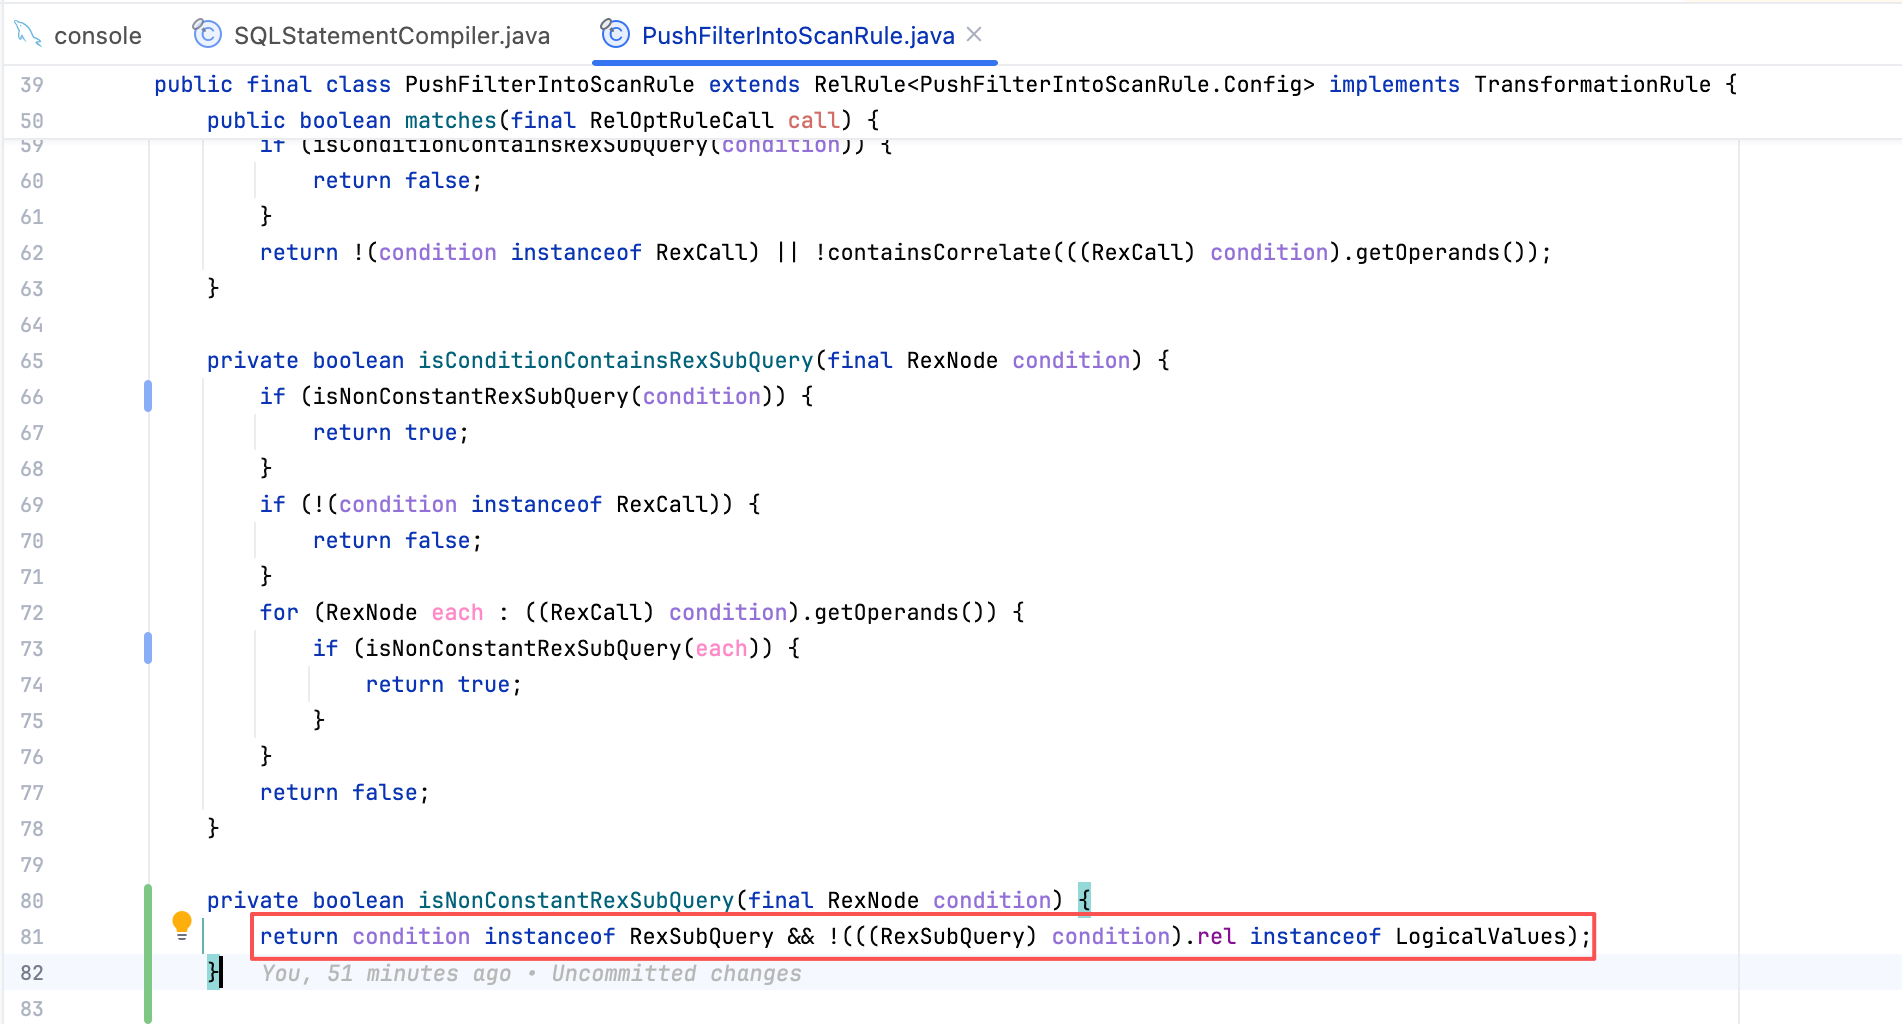 console SQLStatementCompiler.java PushFilterIntoScanRule.java
39 public final class PushFilterIntoScanRule extends RelRule<PushFilterIntoScanRule.Config> implements TransformationRule {
50 public boolean matches(final RelOptRuleCall call) {
59 if (isConditionContainsRexSubQuery(condition)) {
60 return false;
61 }
62 return !(condition instanceof RexCall) || !containsCorrelate(((RexCall) condition).getOperands());
63 }
64
65 private boolean isConditionContainsRexSubQuery(final RexNode condition) {
66 if (isNonConstantRexSubQuery(condition)) {
67 return true;
68 }
69 if (!(condition instanceof RexCall)) {
70 return false;
71 }
72 for (RexNode each : ((RexCall) condition).getOperands()) {
73 if (isNonConstantRexSubQuery(each)) {
74 return true;
75 }
76 }
77 return false;
78 }
79
80 private boolean isNonConstantRexSubQuery(final RexNode condition) {
81 return condition instanceof RexSubQuery && !(((RexSubQuery) condition).rel instanceof LogicalValues);
82 } You, 51 minutes ago • Uncommitted changes
83